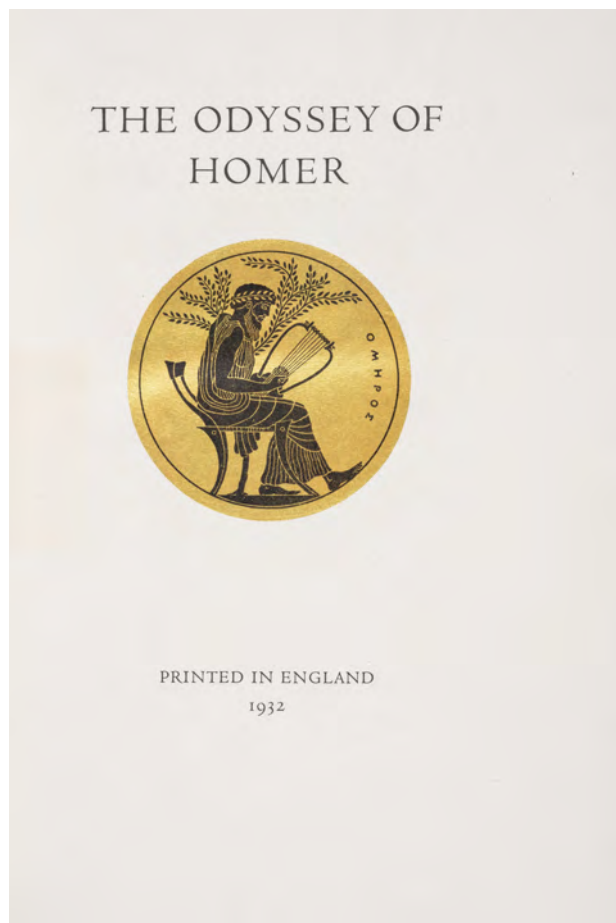 THE ODYSSEY OF
HOMER
ΟΜΗΡΟΣ
PRINTED IN ENGLAND
1932